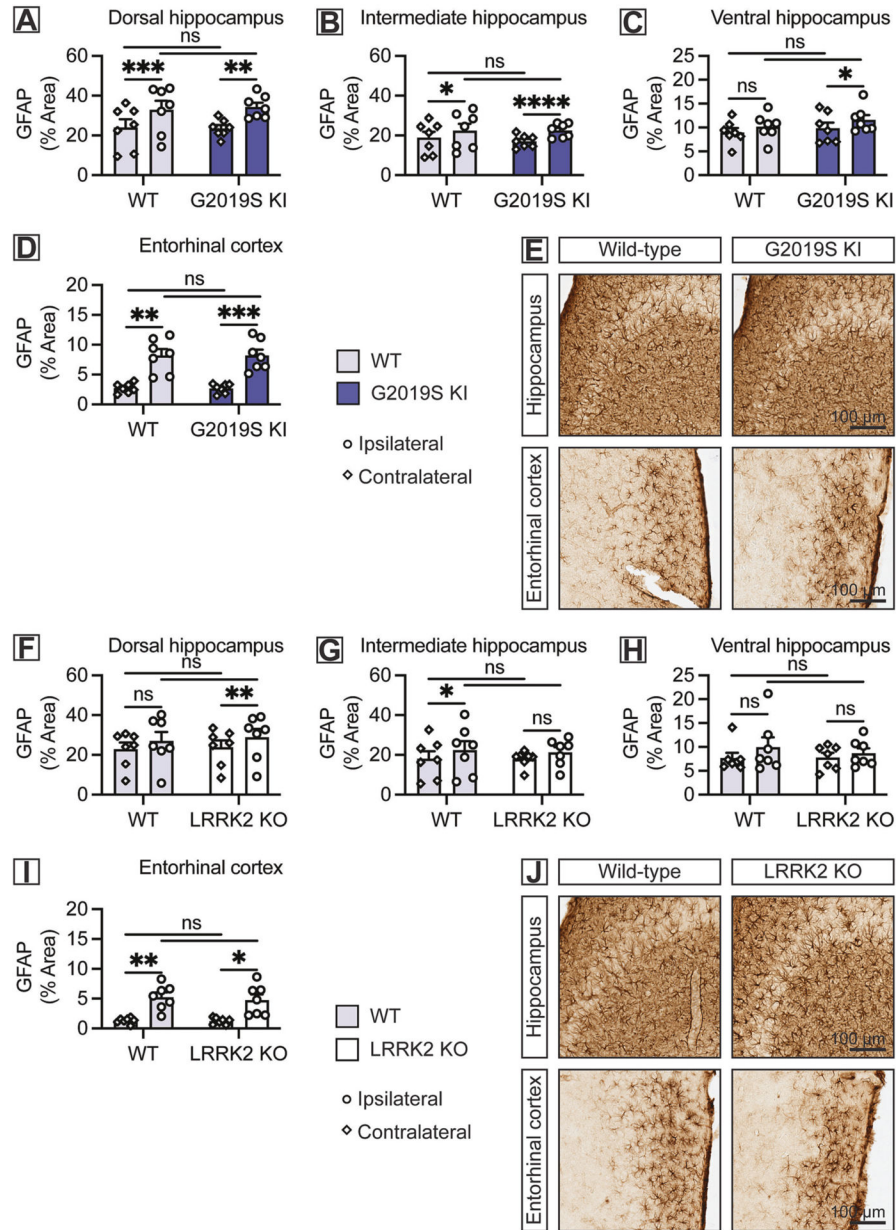 A
Dorsal hippocampus
ns
*** **
GFAP
(% Area)
60
40
20
0
WT G2019S KI
B
Intermediate hippocampus
ns
* ****
GFAP
(% Area)
60
40
20
0
WT G2019S KI
C
Ventral hippocampus
ns
ns *
GFAP
(% Area)
25
20
15
10
5
0
WT G2019S KI
D
Entorhinal cortex
ns
** ***
GFAP
(% Area)
20
15
10
5
0
WT G2019S KI
WT
G2019S KI
Ipsilateral
Contralateral
E
Wild-type G2019S KI
Hippocampus
100 µm
Entorhinal cortex
100 µm
F
Dorsal hippocampus
ns
ns **
GFAP
(% Area)
60
40
20
0
WT LRRK2 KO
G
Intermediate hippocampus
ns
* ns
GFAP
(% Area)
60
40
20
0
WT LRRK2 KO
H
Ventral hippocampus
ns
ns ns
GFAP
(% Area)
25
20
15
10
5
0
WT LRRK2 KO
I
Entorhinal cortex
ns
** *
GFAP
(% Area)
20
15
10
5
0
WT LRRK2 KO
WT
LRRK2 KO
Ipsilateral
Contralateral
J
Wild-type LRRK2 KO
Hippocampus
100 µm
Entorhinal cortex
100 µm